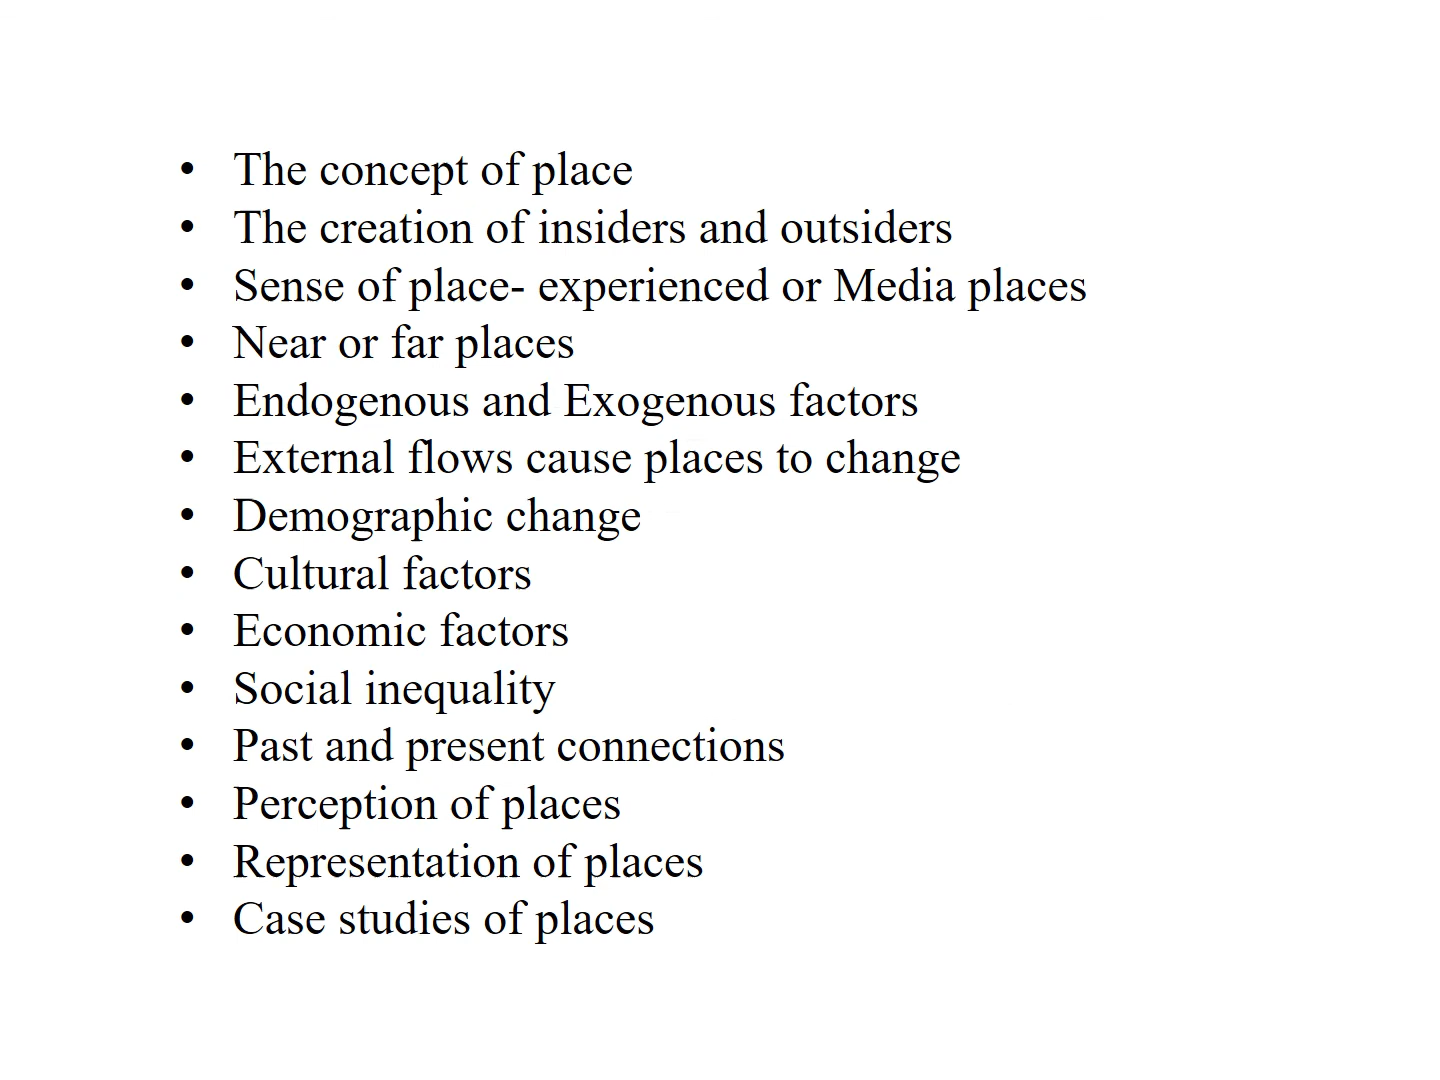 • The concept of place
• The creation of insiders and outsiders
• Sense of place- experienced or Media places
• Near or far places
• Endogenous and Exogenous factors
• External flows cause places to change
• Demographic change
• Cultural factors
• Economic factors
• Social inequality
• Past and present connections
• Perception of places
• Representation of places
• Case studies of places